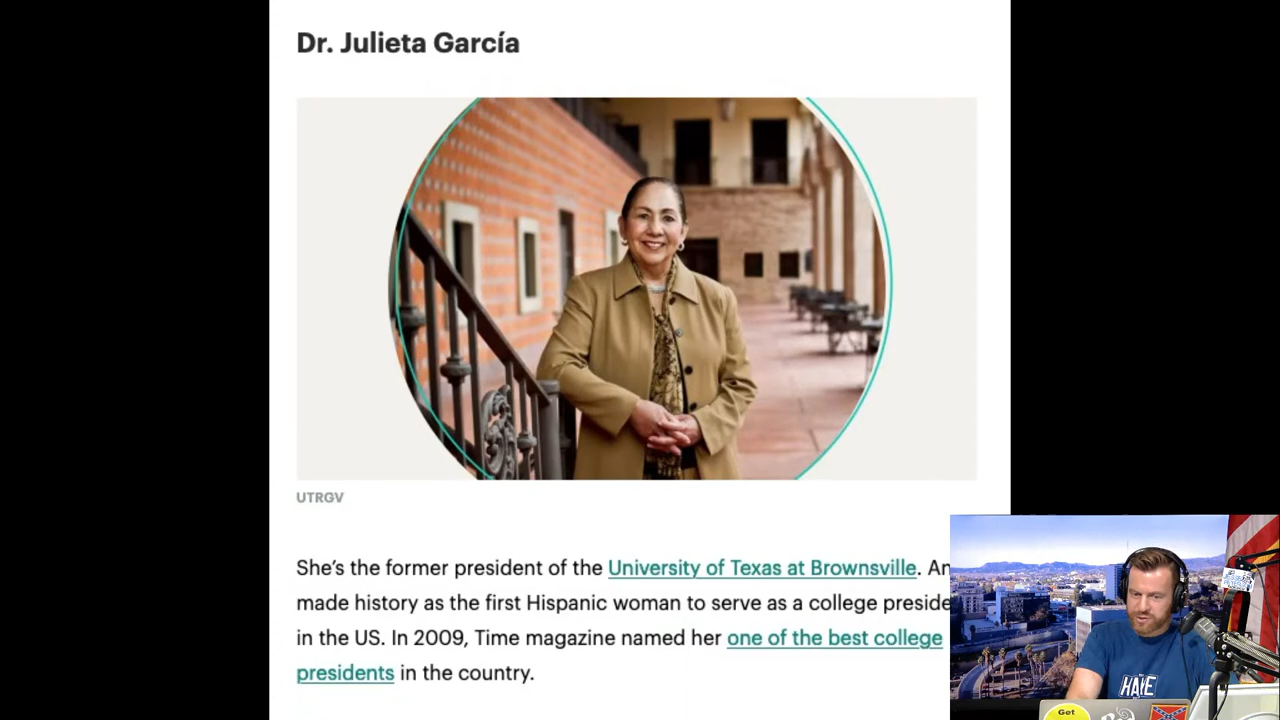 Dr. Julieta García
UTRGV
She's the former president of the University of Texas at Brownsville. An
made history as the first Hispanic woman to serve as a college preside
in the US. In 2009, Time magazine named her one of the best college
presidents in the country.
HATE
Get